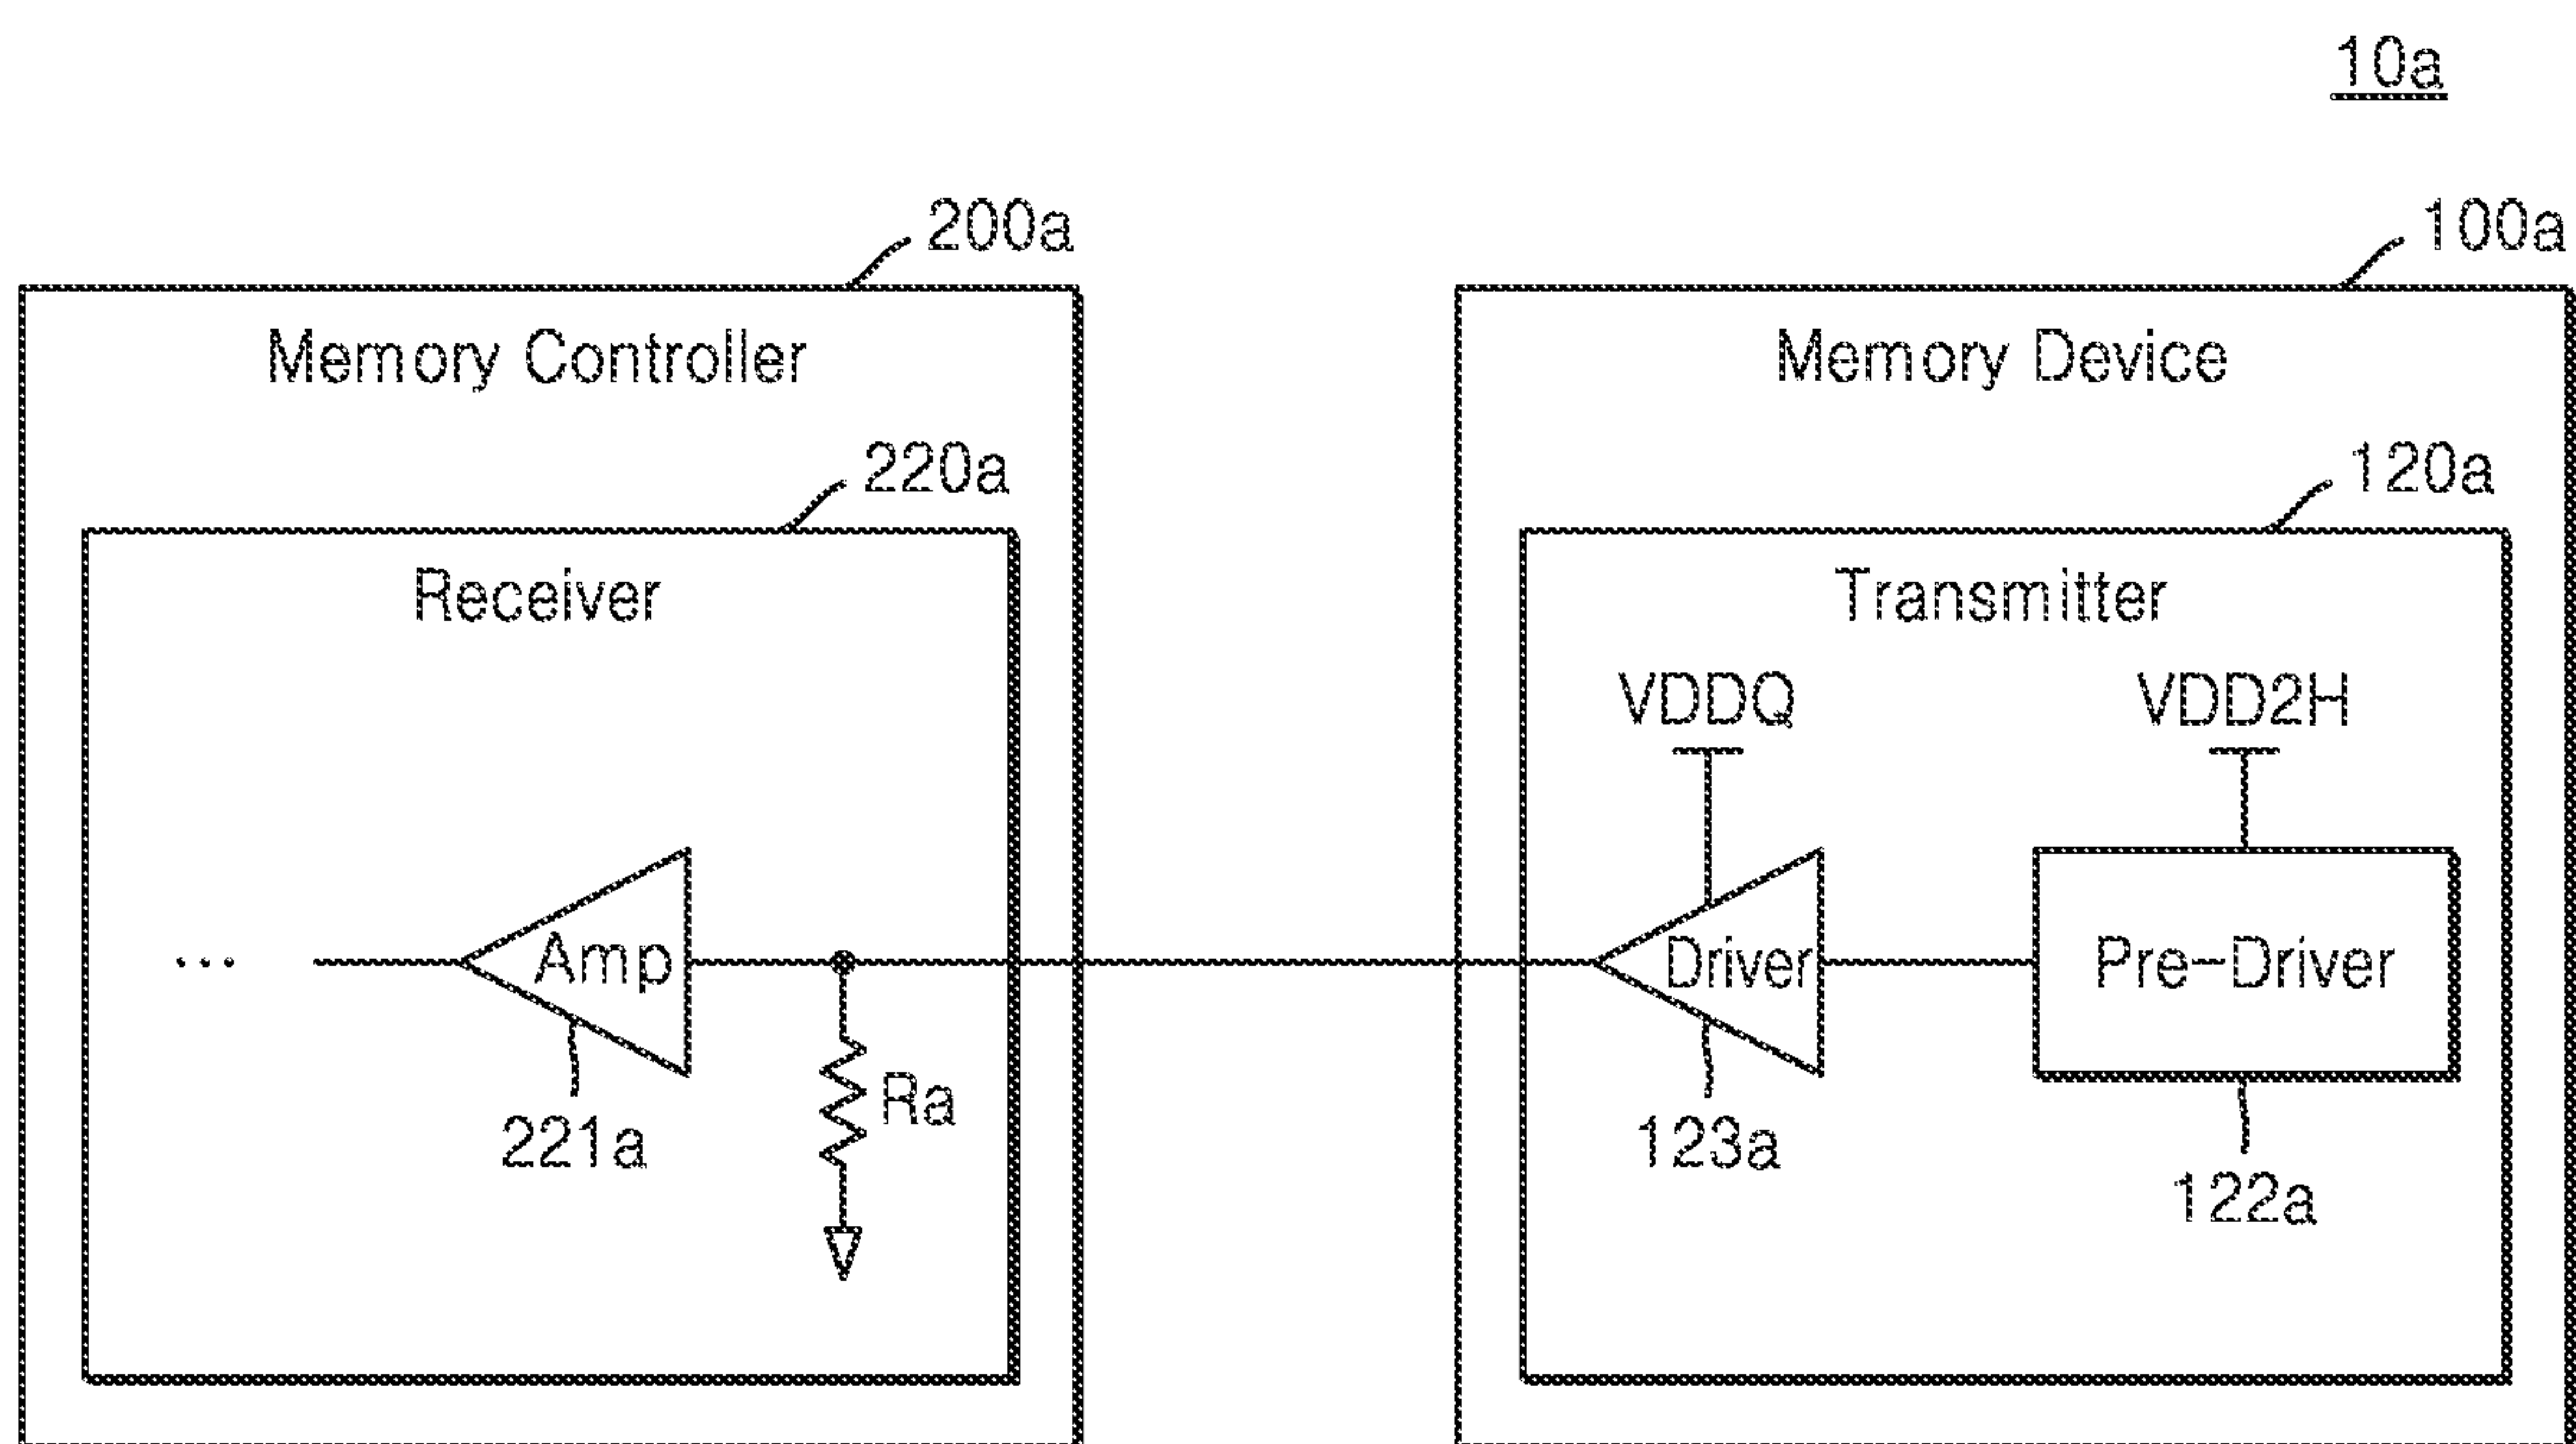 10a
200a
100a
Memory Controller
Memory Device
220a
120a
Receiver
Transmitter
VDDQ
VDD2H
...
Amp
Driver
Pre-Driver
Ra
221a
123a
122a